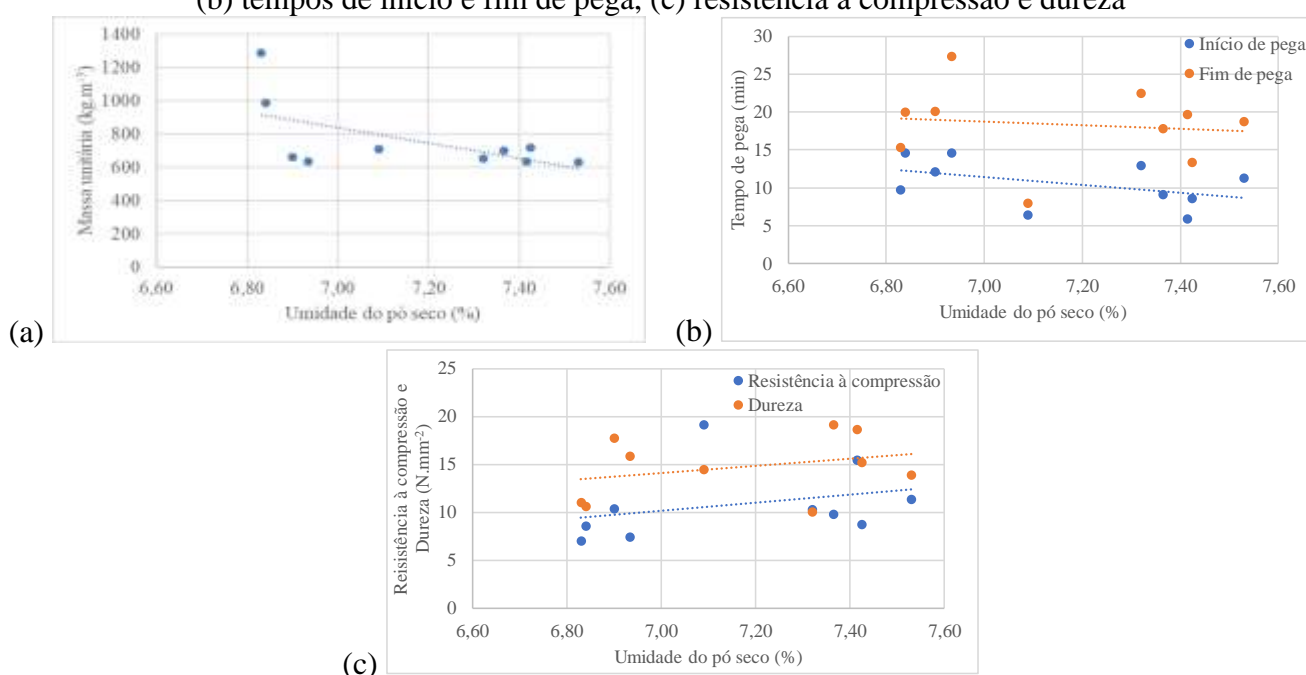 (b) tempos de início e fim de pega, (c) resistência à compressão e dureza
Massa unitária (kg.m⁻³)
1400
1200
1000
800
600
400
200
0
6,60 6,80 7,00 7,20 7,40 7,60
Umidade do pó seco (%)
(a)
Tempo de pega (min)
30
25
20
15
10
5
0
Início de pega
Fim de pega
6,60 6,80 7,00 7,20 7,40 7,60
Umidade do pó seco (%)
(b)
Reisistência à compressão e
Dureza (N.mm⁻²)
25
20
15
10
5
0
Resistência à compressão
Dureza
6,60 6,80 7,00 7,20 7,40 7,60
Umidade do pó seco (%)
(c)